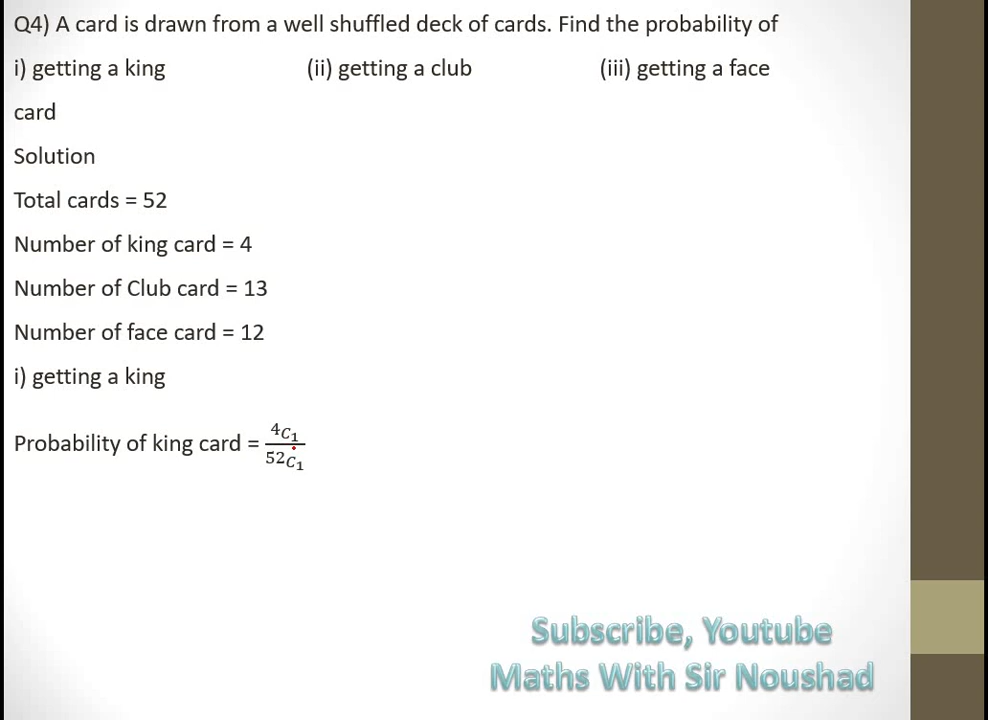 Q4) A card is drawn from a well shuffled deck of cards. Find the probability of
i) getting a king (ii) getting a club (iii) getting a face
card
Solution
Total cards = 52
Number of king card = 4
Number of Club card = 13
Number of face card = 12
i) getting a king
Probability of king card = 4C₁/52C₁
Subscribe, Youtube
Maths With Sir Noushad